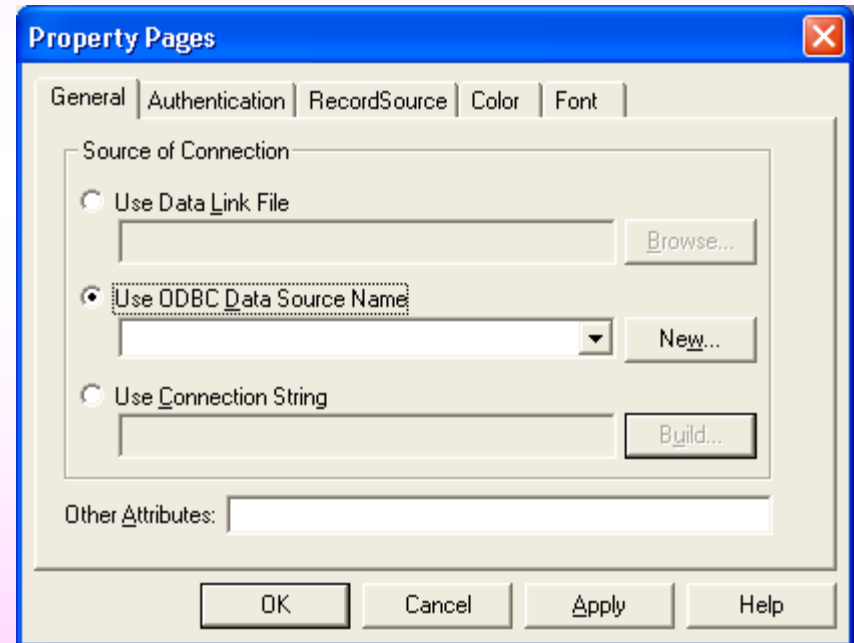 Property Pages
General Authentication RecordSource Color Font
Source of Connection
Use Data Link File
Browse...
Use ODBC Data Source Name
New...
Use Connection String
Build...
Other Attributes:
OK Cancel Apply Help